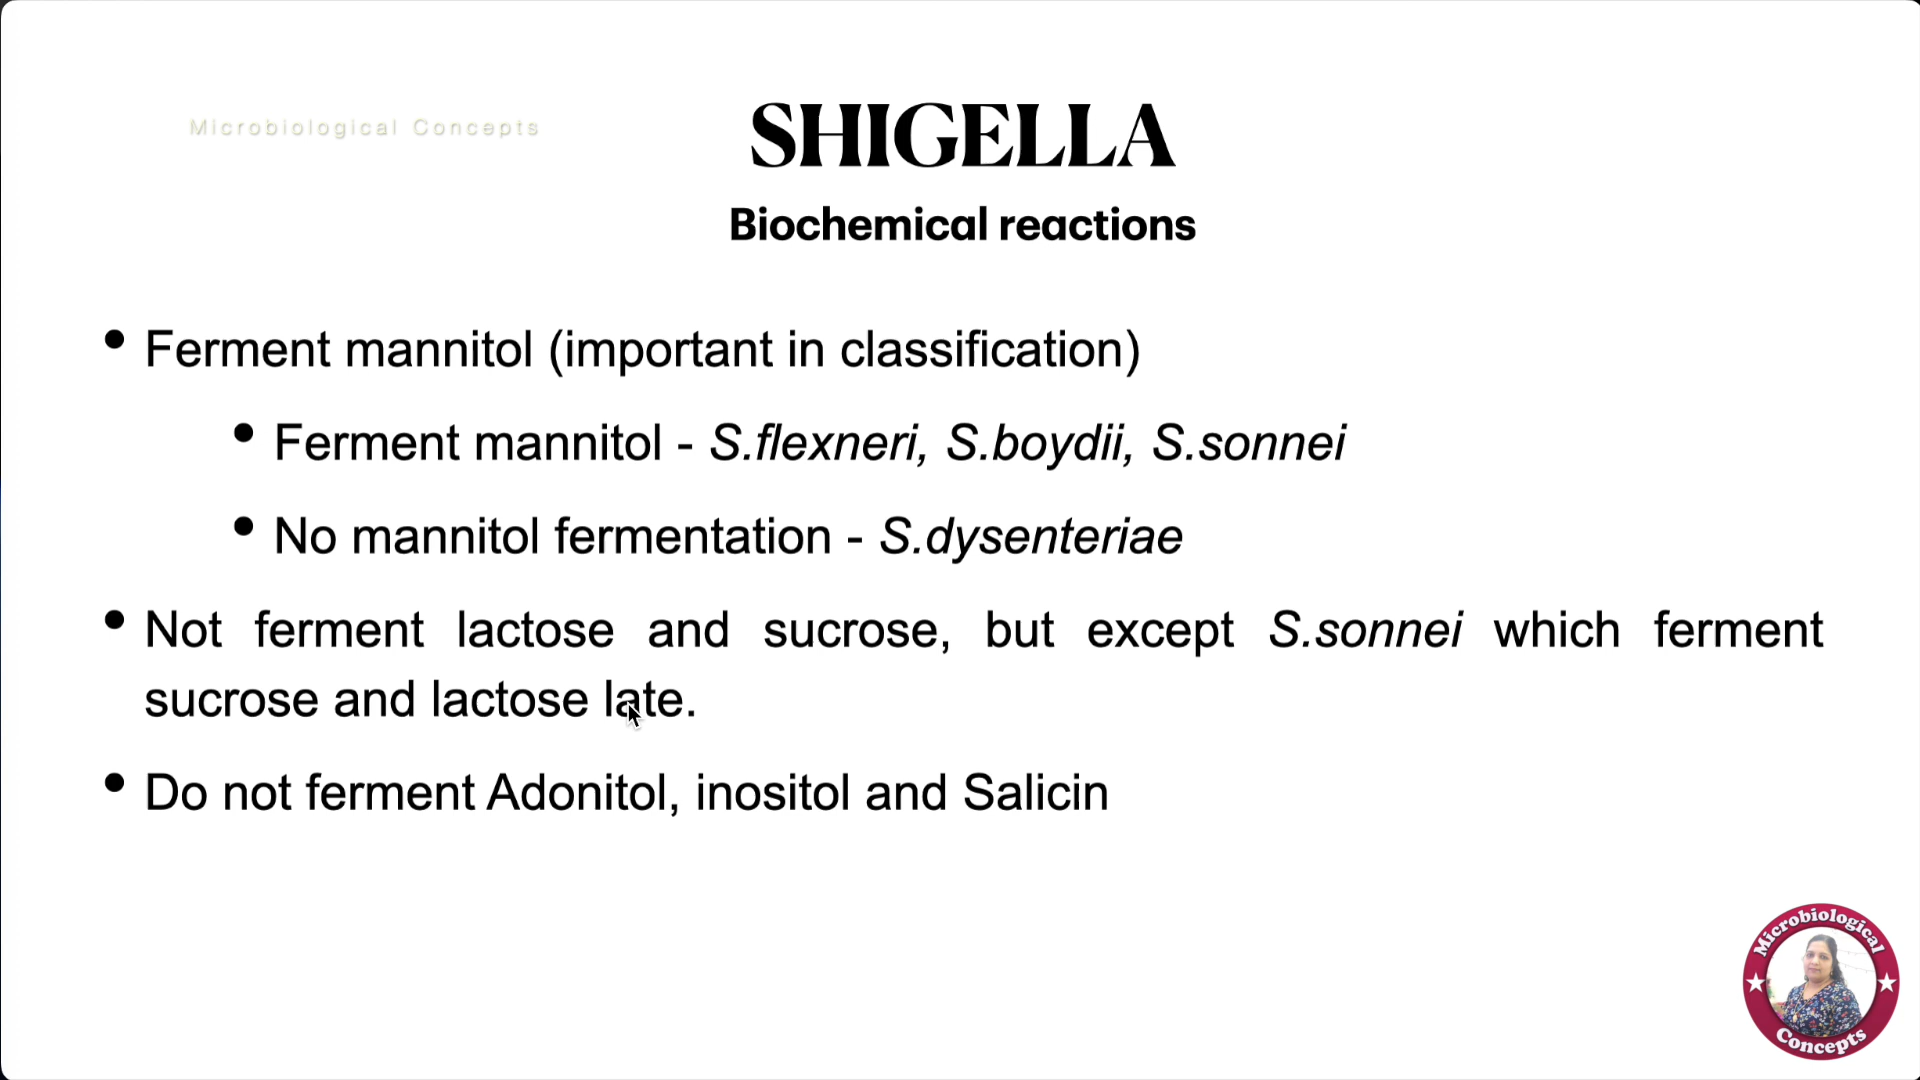 Microbiological Concepts
SHIGELLA
Biochemical reactions
• Ferment mannitol (important in classification)
• Ferment mannitol - S.flexneri, S.boydii, S.sonnei
• No mannitol fermentation - S.dysenteriae
• Not ferment lactose and sucrose, but except S.sonnei which ferment
sucrose and lactose late.
• Do not ferment Adonitol, inositol and Salicin
Microbiological
Concepts